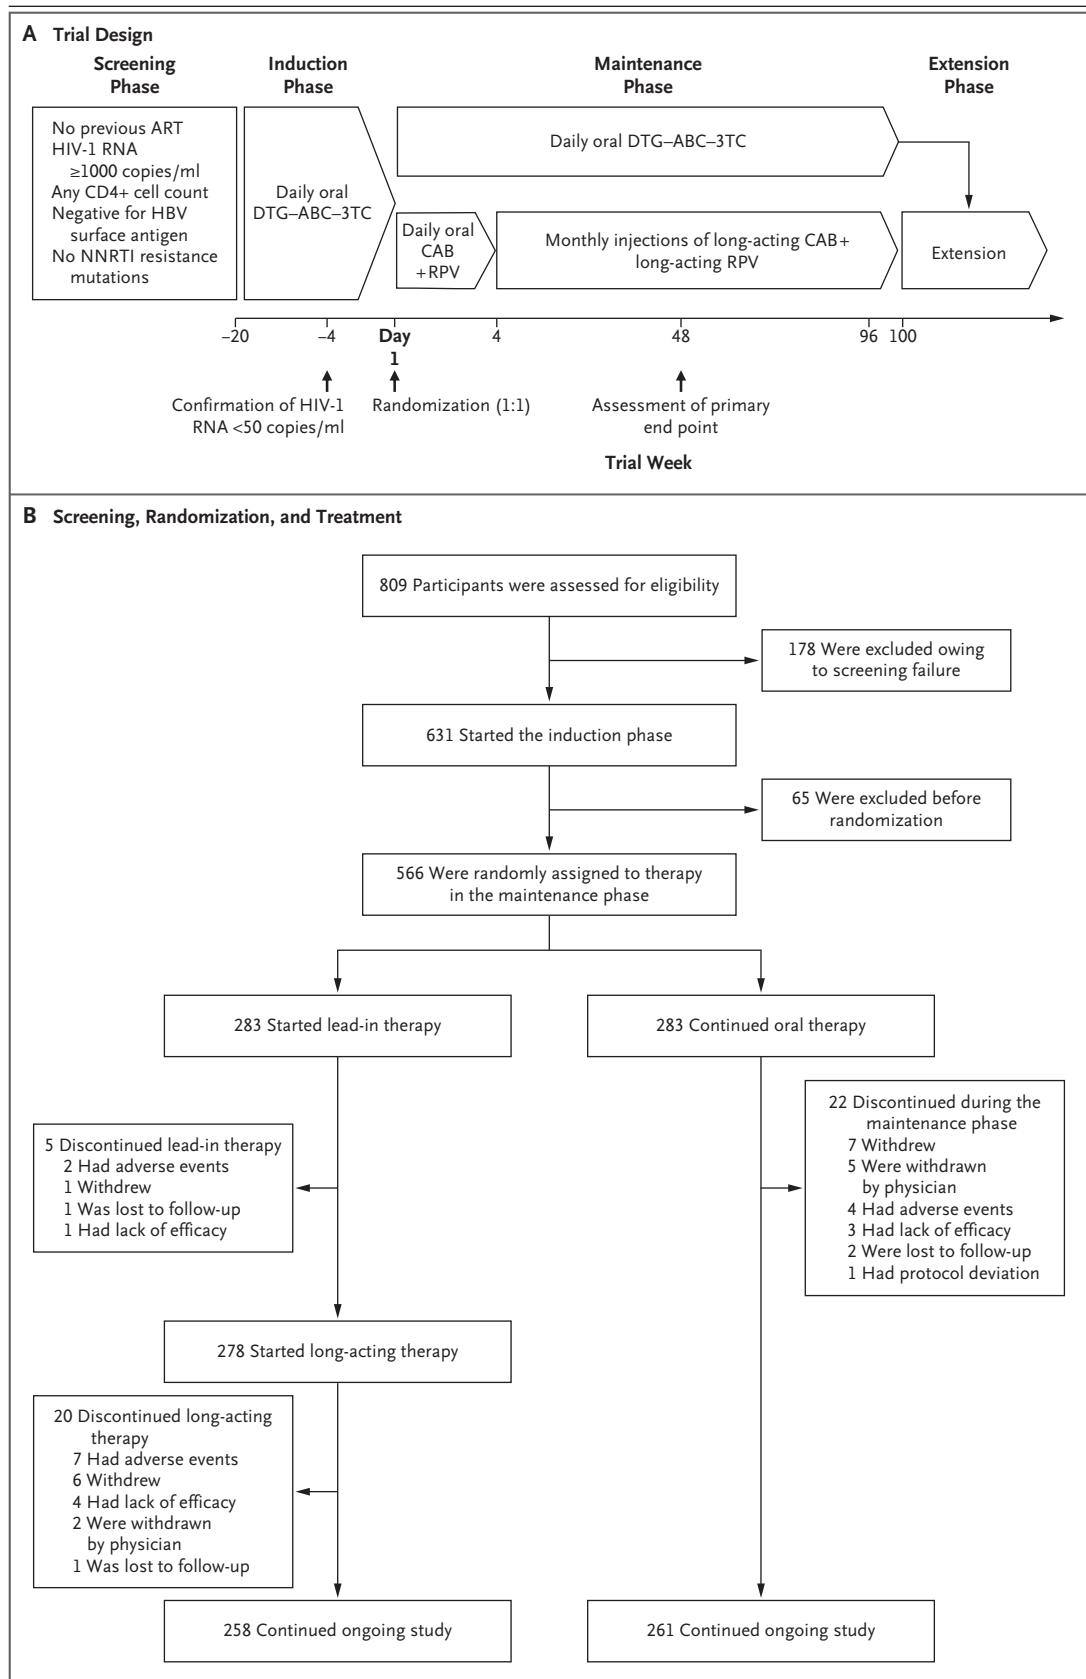 A Trial Design
Screening
Phase
Induction
Phase
Maintenance
Phase
Extension
Phase
No previous ART
HIV-1 RNA
≥1000 copies/ml
Any CD4+ cell count
Negative for HBV
surface antigen
No NNRTI resistance
mutations
Daily oral
DTG–ABC–3TC
Daily oral DTG–ABC–3TC
Daily oral
CAB
+RPV
Monthly injections of long-acting CAB+
long-acting RPV
Extension
–20
–4
Day
1
4
48
96
100
Confirmation of HIV-1
RNA <50 copies/ml
Randomization (1:1)
Assessment of primary
end point
Trial Week
B Screening, Randomization, and Treatment
809 Participants were assessed for eligibility
178 Were excluded owing
to screening failure
631 Started the induction phase
65 Were excluded before
randomization
566 Were randomly assigned to therapy
in the maintenance phase
283 Started lead-in therapy
283 Continued oral therapy
22 Discontinued during the
maintenance phase
7 Withdrew
5 Were withdrawn
by physician
4 Had adverse events
3 Had lack of efficacy
2 Were lost to follow-up
1 Had protocol deviation
5 Discontinued lead-in therapy
2 Had adverse events
1 Withdrew
1 Was lost to follow-up
1 Had lack of efficacy
278 Started long-acting therapy
20 Discontinued long-acting
therapy
7 Had adverse events
6 Withdrew
4 Had lack of efficacy
2 Were withdrawn
by physician
1 Was lost to follow-up
258 Continued ongoing study
261 Continued ongoing study